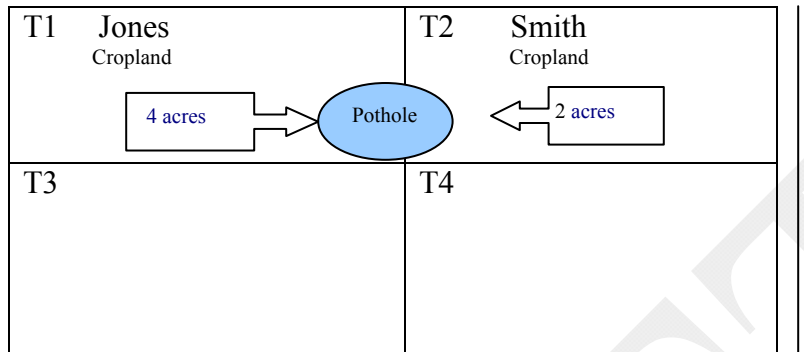 T1 Jones
Cropland
T2 Smith
Cropland
4 acres
Pothole
2 acres
T3
T4